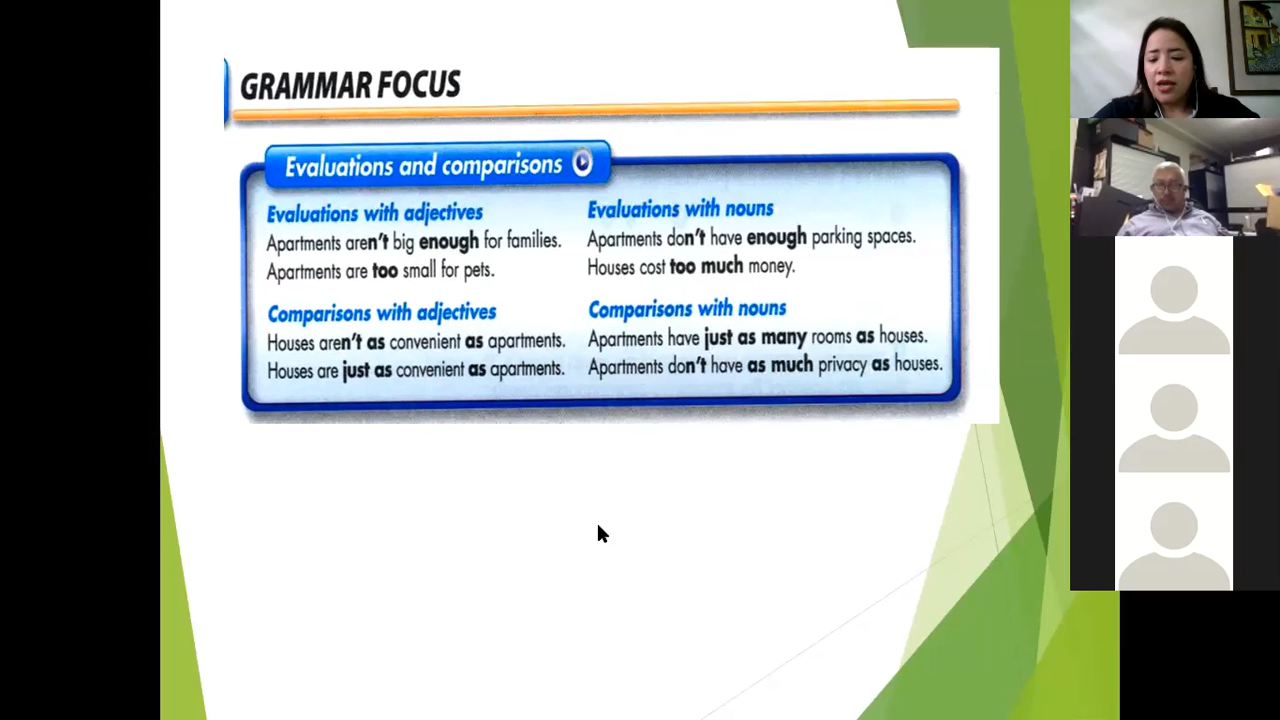 GRAMMAR FOCUS
Evaluations and comparisons
Evaluations with adjectives
Apartments aren't big enough for families.
Apartments are too small for pets.
Comparisons with adjectives
Houses aren't as convenient as apartments.
Houses are just as convenient as apartments.
Evaluations with nouns
Apartments don't have enough parking spaces.
Houses cost too much money.
Comparisons with nouns
Apartments have just as many rooms as houses.
Apartments don't have as much privacy as houses.